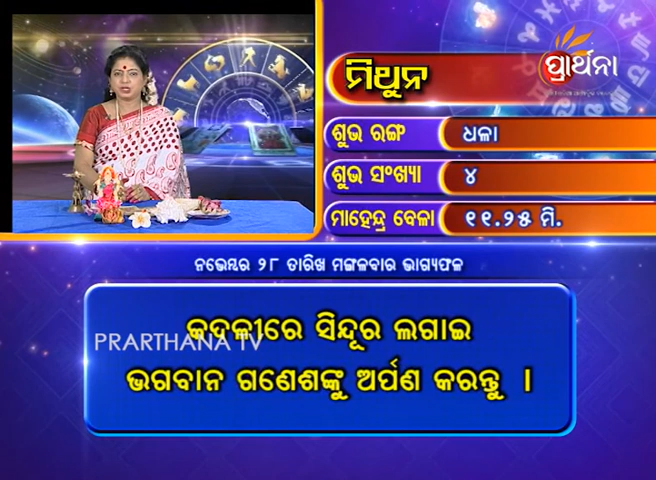 ମିଥୁନ
ପ୍ରାର୍ଥନା
ଶୁଭ ରଙ୍ଗ
ଧଳା
ଶୁଭ ସଂଖ୍ୟା
୪
ମାହେନ୍ଦ୍ର ବେଳା
୧୧.୨୫ ମି.
ନଭେମ୍ବର ୨୮ ତାରିଖ ମଙ୍ଗଳବାର ଭାଗ୍ୟଫଳ
କଦଳୀରେ ସିନ୍ଦୂର ଲଗାଇ
PRARTHANA TV
ଭଗବାନ ଗଣେଶଙ୍କୁ ଅର୍ପଣ କରନ୍ତୁ ।